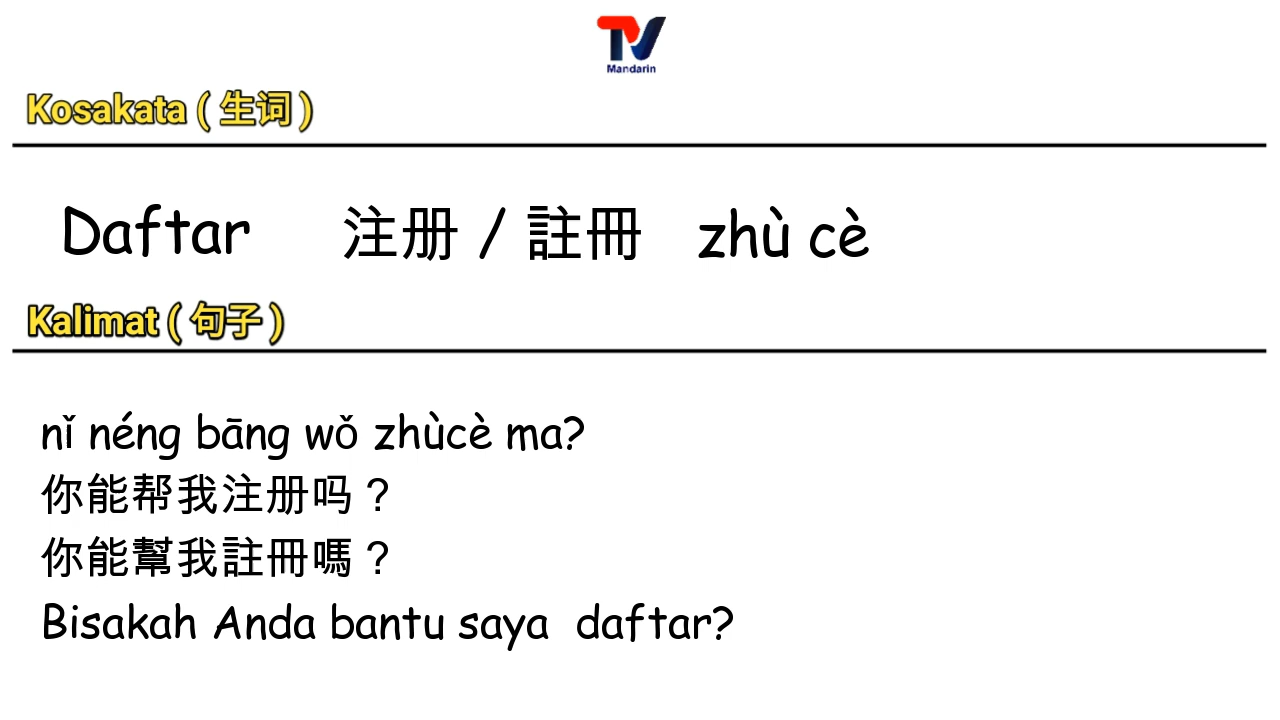 TV
Mandarin
Kosakata ( 生词 )
Daftar 注册 / 註冊 zhù cè
Kalimat ( 句子 )
nǐ néng bāng wǒ zhùcè ma?
你能帮我注册吗？
你能幫我註冊嗎？
Bisakah Anda bantu saya daftar?